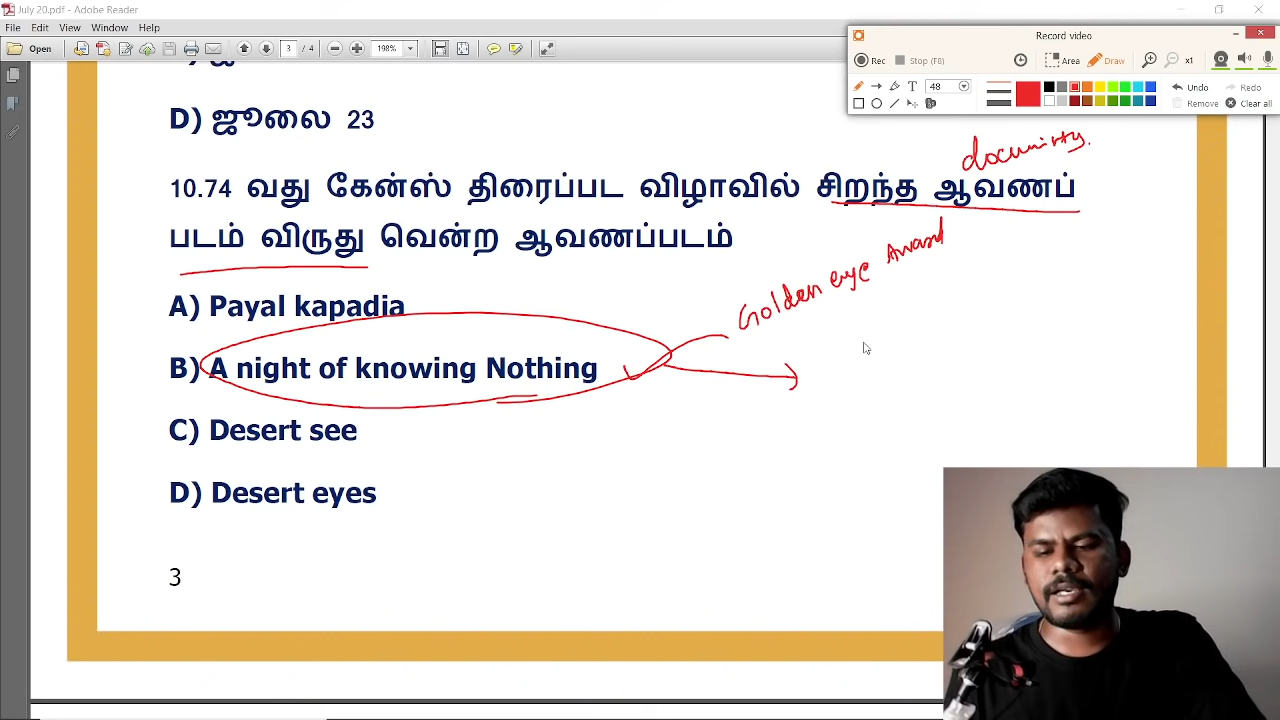 July 20.pdf - Adobe Reader
File Edit View Window Help
Record video
Open 3 / 4 198%
Rec Stop (F8) Area Draw x1
T 48 Undo Redo
Remove Clear all
D) ஜூலை 23
documitty.
10.74 வது கேன்ஸ் திரைப்பட விழாவில் சிறந்த ஆவணப்
படம் விருது வென்ற ஆவணப்படம்
Golden eye Award
A) Payal kapadia
B) A night of knowing Nothing
C) Desert see
D) Desert eyes
3